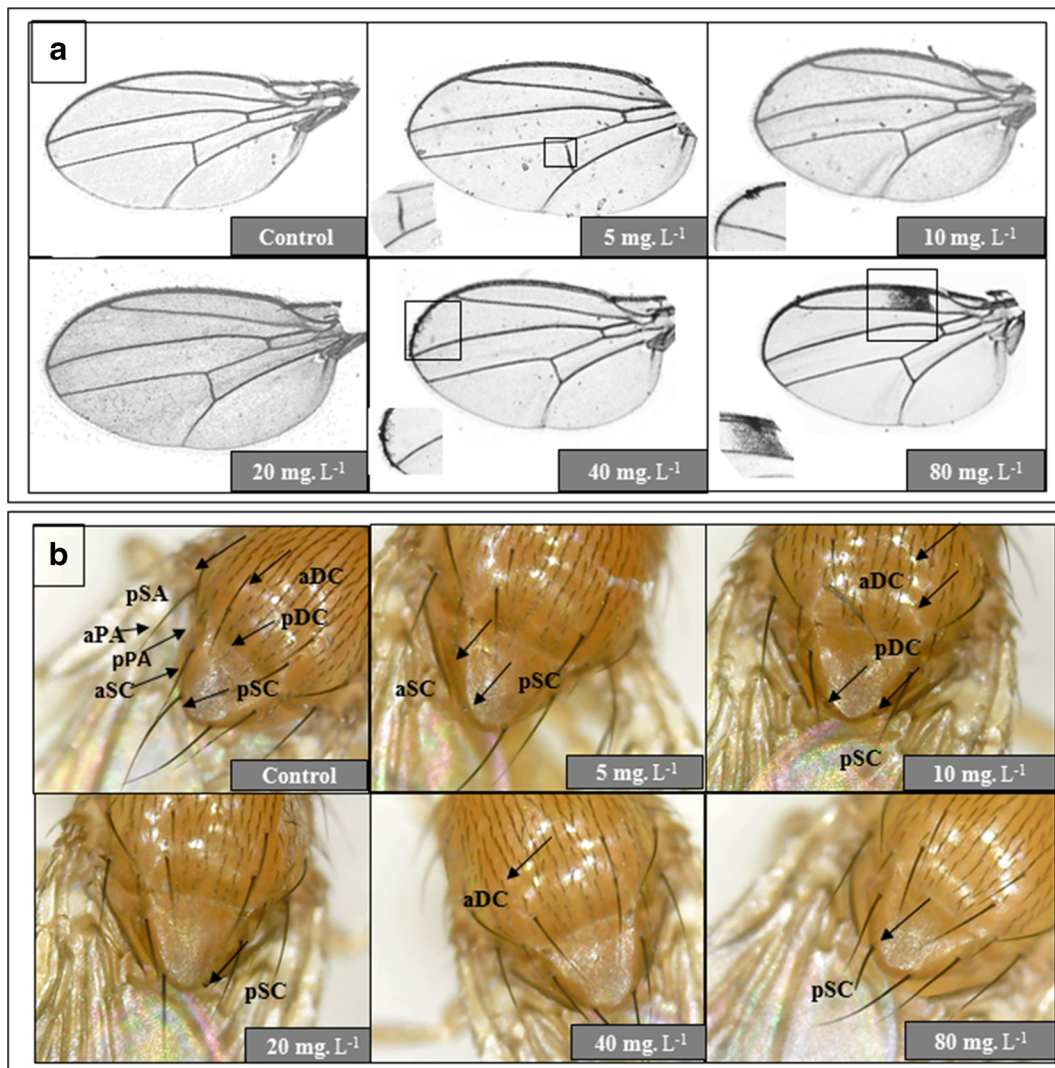 a
Control
5 mg. L-1
10 mg. L-1
20 mg. L-1
40 mg. L-1
80 mg. L-1
b
pSA
aDC
aPA
pDC
pPA
aSC
pSC
Control
aSC
pSC
5 mg. L-1
aDC
pDC
pSC
10 mg. L-1
pSC
20 mg. L-1
aDC
40 mg. L-1
pSC
80 mg. L-1